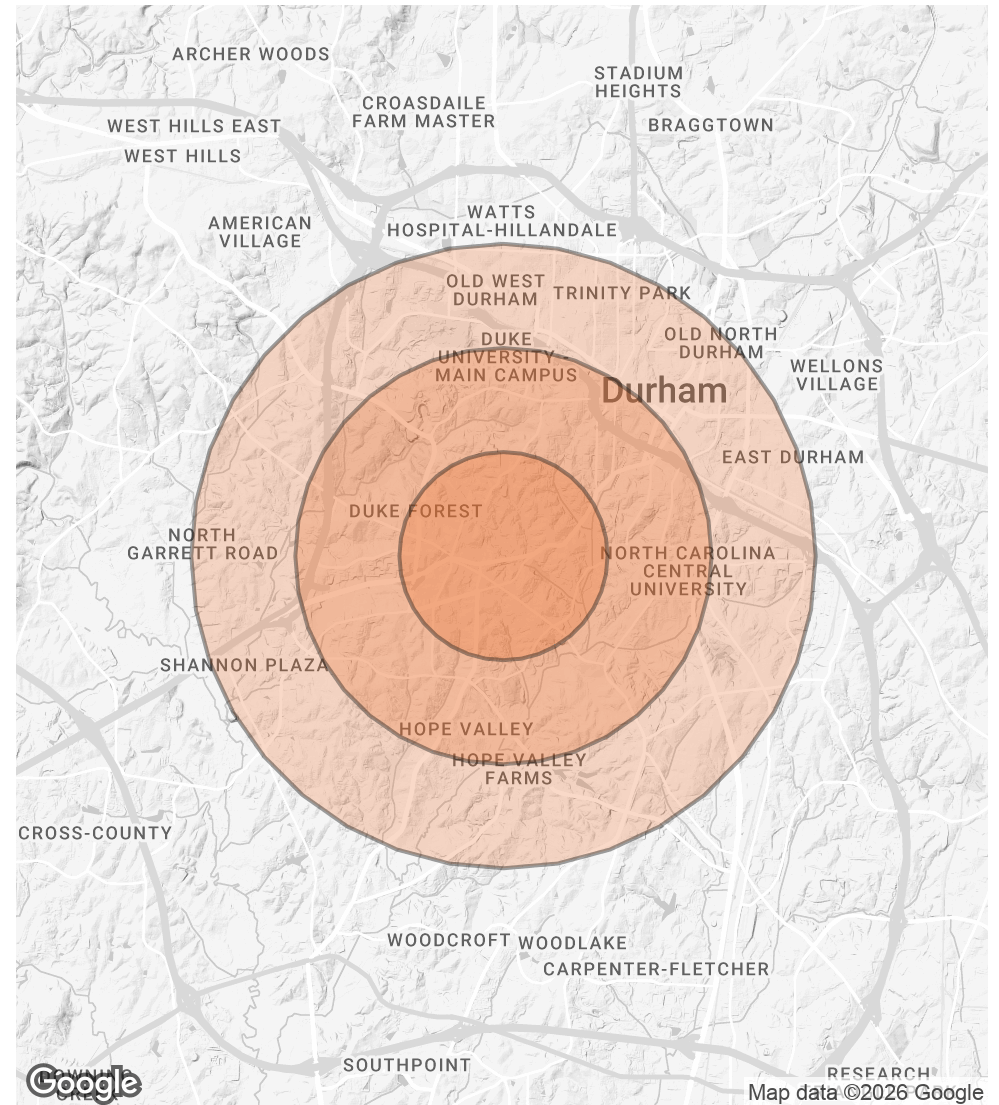 ARCHER WOODS
STADIUM
HEIGHTS
CROASDAILE
FARM MASTER
BRAGGTOWN
WEST HILLS EAST
WEST HILLS
WATTS
HOSPITAL-HILLANDALE
AMERICAN
VILLAGE
OLD WEST
DURHAM
TRINITY PARK
DUKE
UNIVERSITY -
MAIN CAMPUS
OLD NORTH
DURHAM
WELLONS
VILLAGE
Durham
EAST DURHAM
DUKE FOREST
NORTH
GARRETT ROAD
NORTH CAROLINA
CENTRAL
UNIVERSITY
SHANNON PLAZA
HOPE VALLEY
HOPE VALLEY
FARMS
CROSS-COUNTY
WOODCROFT
WOODLAKE
CARPENTER-FLETCHER
SOUTHPOINT
RESEARCH
Google
Map data ©2026 Google